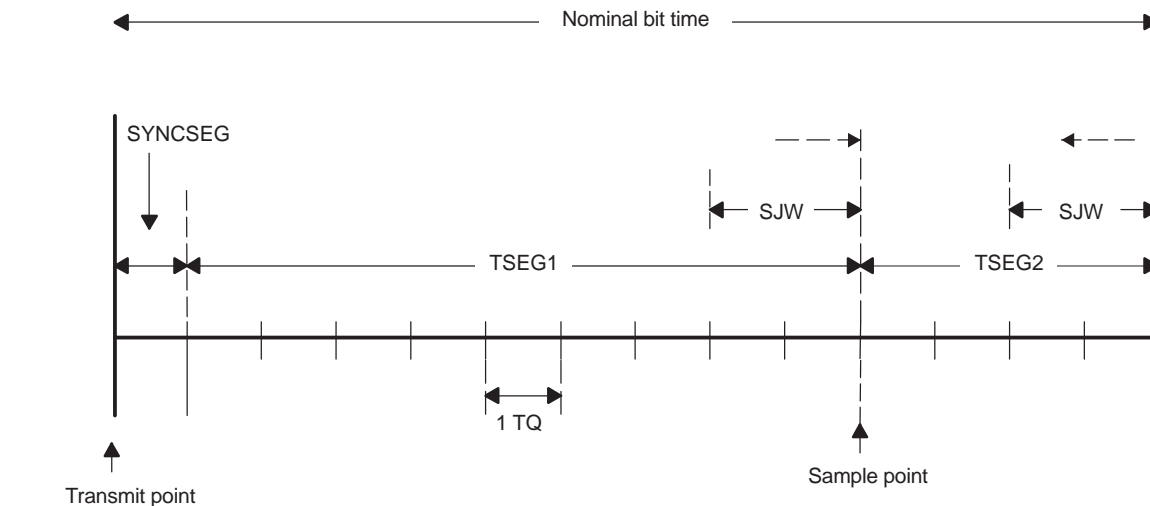 Nominal bit time
SYNCSEG
SJW
SJW
TSEG1
TSEG2
1 TQ
Sample point
Transmit point